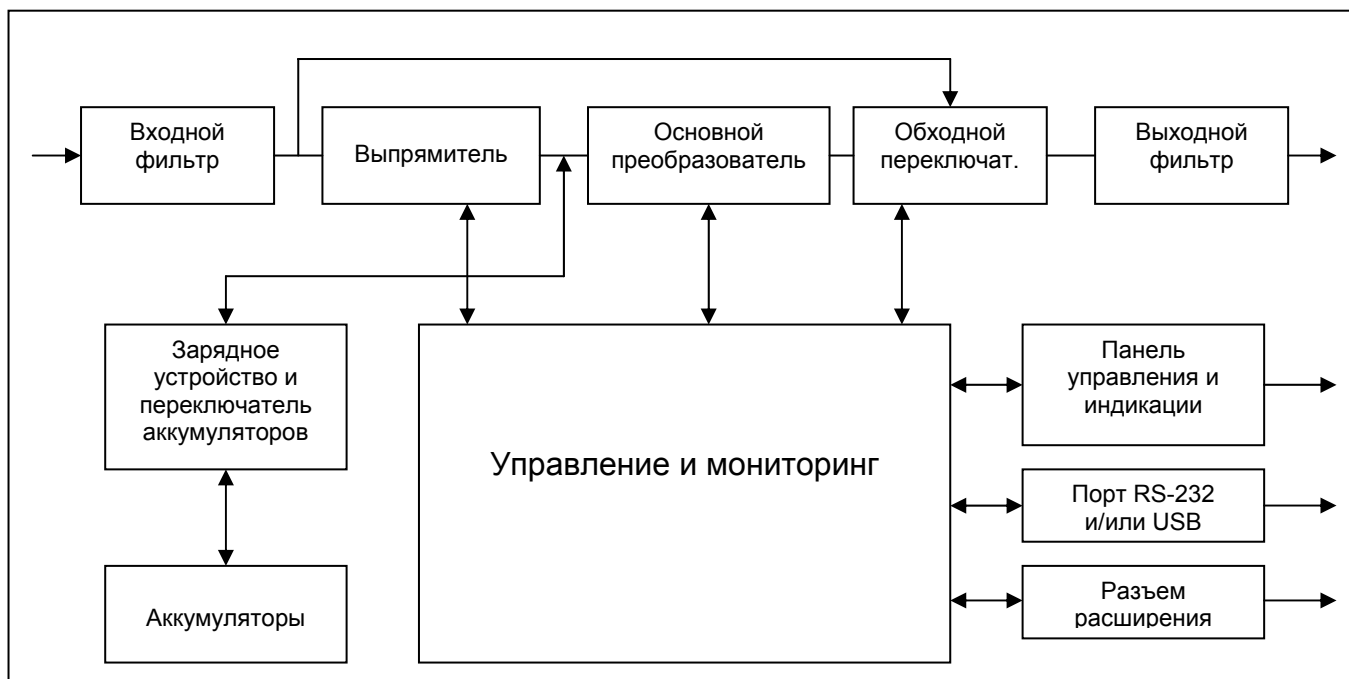 Входной
фильтр
Выпрямитель
Основной
преобразователь
Обходной
переключат.
Выходной
фильтр
Зарядное
устройство и
переключатель
аккумуляторов
Управление и мониторинг
Панель
управления и
индикации
Порт RS-232
и/или USB
Аккумуляторы
Разъем
расширения